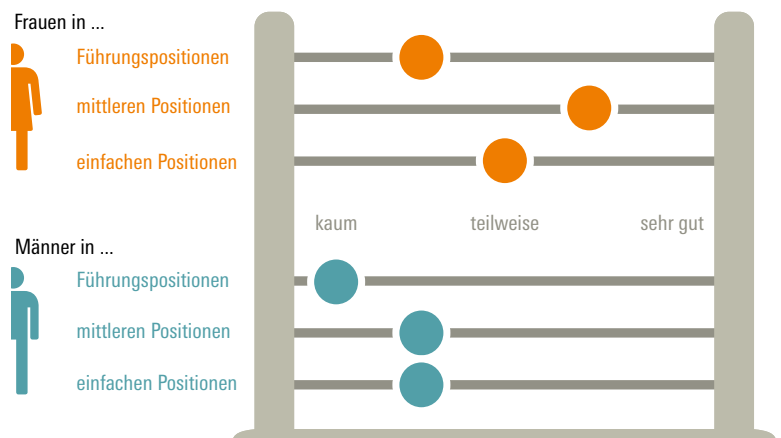 Frauen in ...
Führungspositionen
mittleren Positionen
einfachen Positionen
kaum teilweise sehr gut
Männer in ...
Führungspositionen
mittleren Positionen
einfachen Positionen